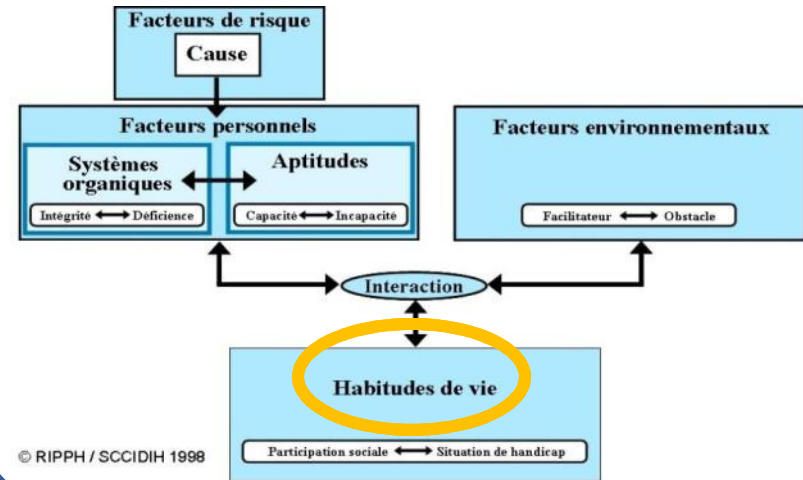 Facteurs de risque
Cause
Facteurs personnels
Systèmes
organiques
Intégrité
Déficience
Aptitudes
Capacité
Incapacité
Facteurs environnementaux
Facilitateur
Obstacle
Interaction
Habitudes de vie
Participation sociale
Situation de handicap
© RIPPH / SCCIDIH 1998